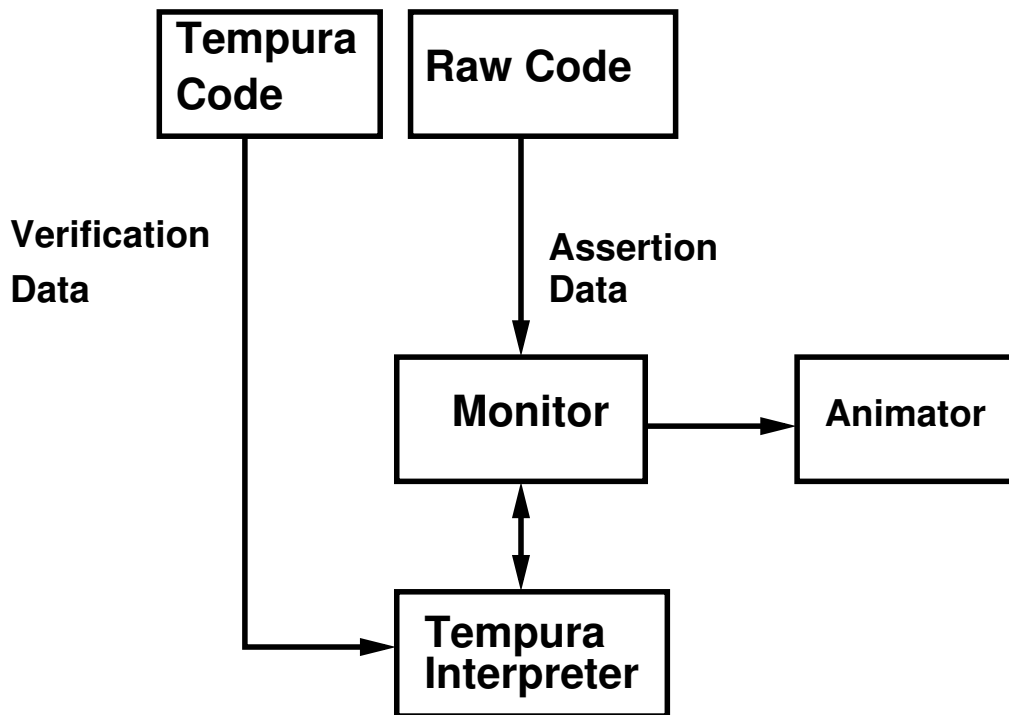 Tempura
Code
Raw Code
Verification
Data
Assertion
Data
Monitor
Animator
Tempura
Interpreter